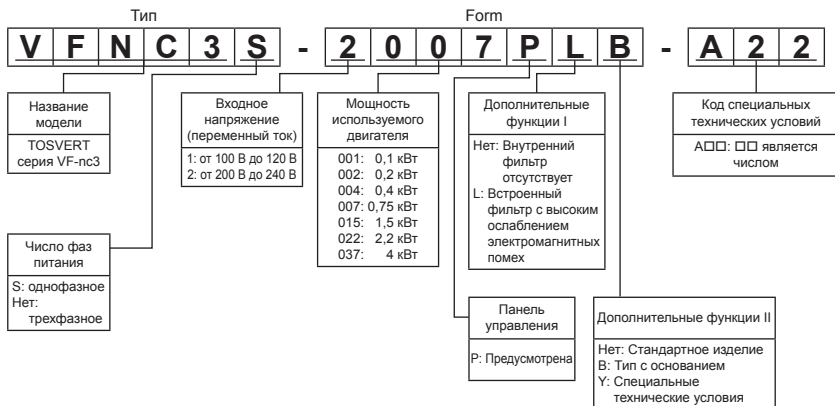 Тип
Form
V F N C 3 S - 2 0 0 7 P L B - A 2 2
Название
модели
TOSVERT
серия VF-nc3
Входное
напряжение
(переменный ток)
1: от 100 В до 120 В
2: от 200 В до 240 В
Мощность
используемого
двигателя
001: 0,1 кВт
002: 0,2 кВт
004: 0,4 кВт
007: 0,75 кВт
015: 1,5 кВт
022: 2,2 кВт
037: 4 кВт
Дополнительные
функции I
Нет: Внутренний
фильтр
отсутствует
L: Встроенный
фильтр с высоким
ослаблением
электромагнитных
помех
Код специальных
технических условий
A□□: □□ является
числом
Число фаз
питания
S: однофазное
Нет:
трехфазное
Панель
управления
P: Предусмотрена
Дополнительные функции II
Нет: Стандартное изделие
B: Тип с основанием
Y: Специальные
технические условия